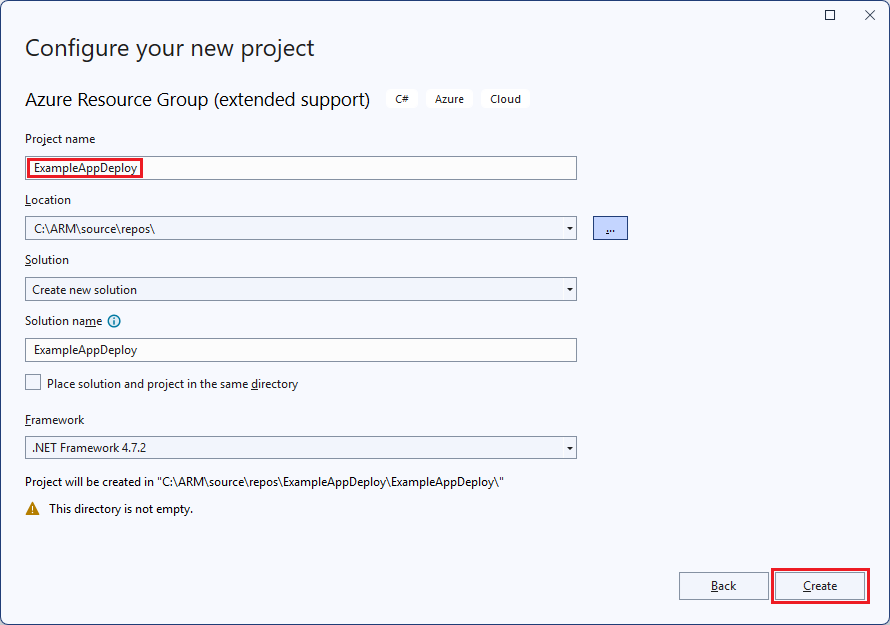 Configure your new project
Azure Resource Group (extended support) C# Azure Cloud
Project name
ExampleAppDeploy
Location
C:\ARM\source\repos\
...
Solution
Create new solution
Solution name
ExampleAppDeploy
Place solution and project in the same directory
Framework
.NET Framework 4.7.2
Project will be created in "C:\ARM\source\repos\ExampleAppDeploy\ExampleAppDeploy\"
This directory is not empty.
Back Create